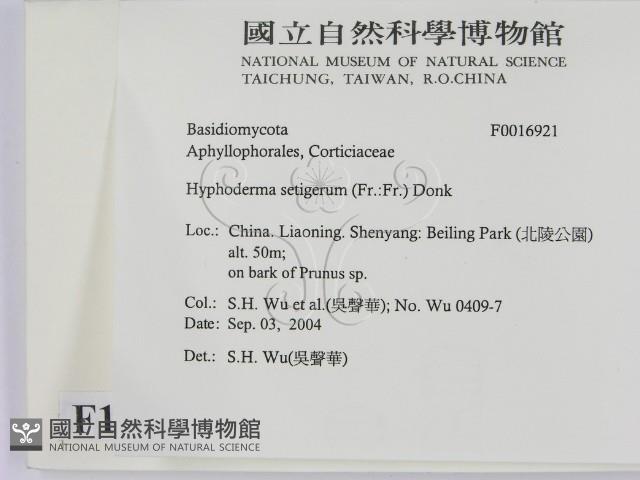 國立自然科學博物館
NATIONAL MUSEUM OF NATURAL SCIENCE
TAICHUNG, TAIWAN, R.O.CHINA
Basidiomycota F0016921
Aphyllophorales, Corticiaceae
Hyphoderma setigerum (Fr.:Fr.) Donk
Loc.: China. Liaoning. Shenyang: Beiling Park (北陵公園)
alt. 50m;
on bark of Prunus sp.
Col.: S.H. Wu et al.(吳聲華); No. Wu 0409-7
Date: Sep. 03, 2004
Det.: S.H. Wu(吳聲華)
F1
國立自然科學博物館
NATIONAL MUSEUM OF NATURAL SCIENCE